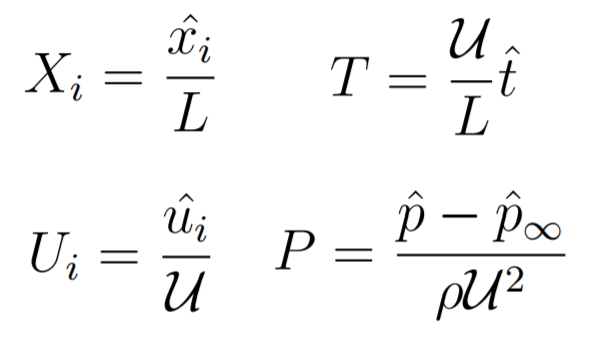 $X_i = \frac{\hat{x}_i}{L}$ $T = \frac{\mathcal{U}}{L}\hat{t}$
$U_i = \frac{\hat{u}_i}{\mathcal{U}}$ $P = \frac{\hat{p} - \hat{p}_\infty}{\rho \mathcal{U}^2}$